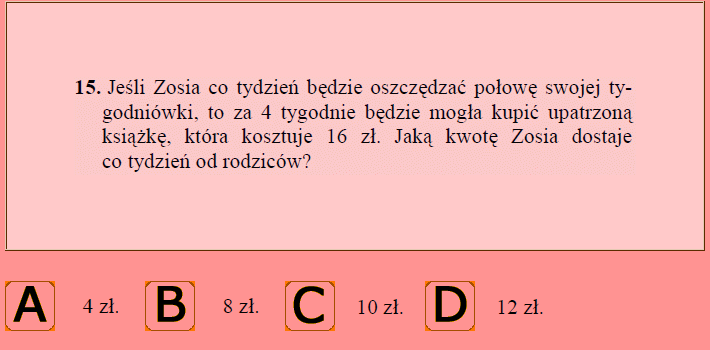 15. Jeśli Zosia co tydzień będzie oszczędzać połowę swojej ty-
godniówki, to za 4 tygodnie będzie mogła kupić upatrzoną
książkę, która kosztuje 16 zł. Jaką kwotę Zosia dostaje
co tydzień od rodziców?
A 4 zł. B 8 zł. C 10 zł. D 12 zł.